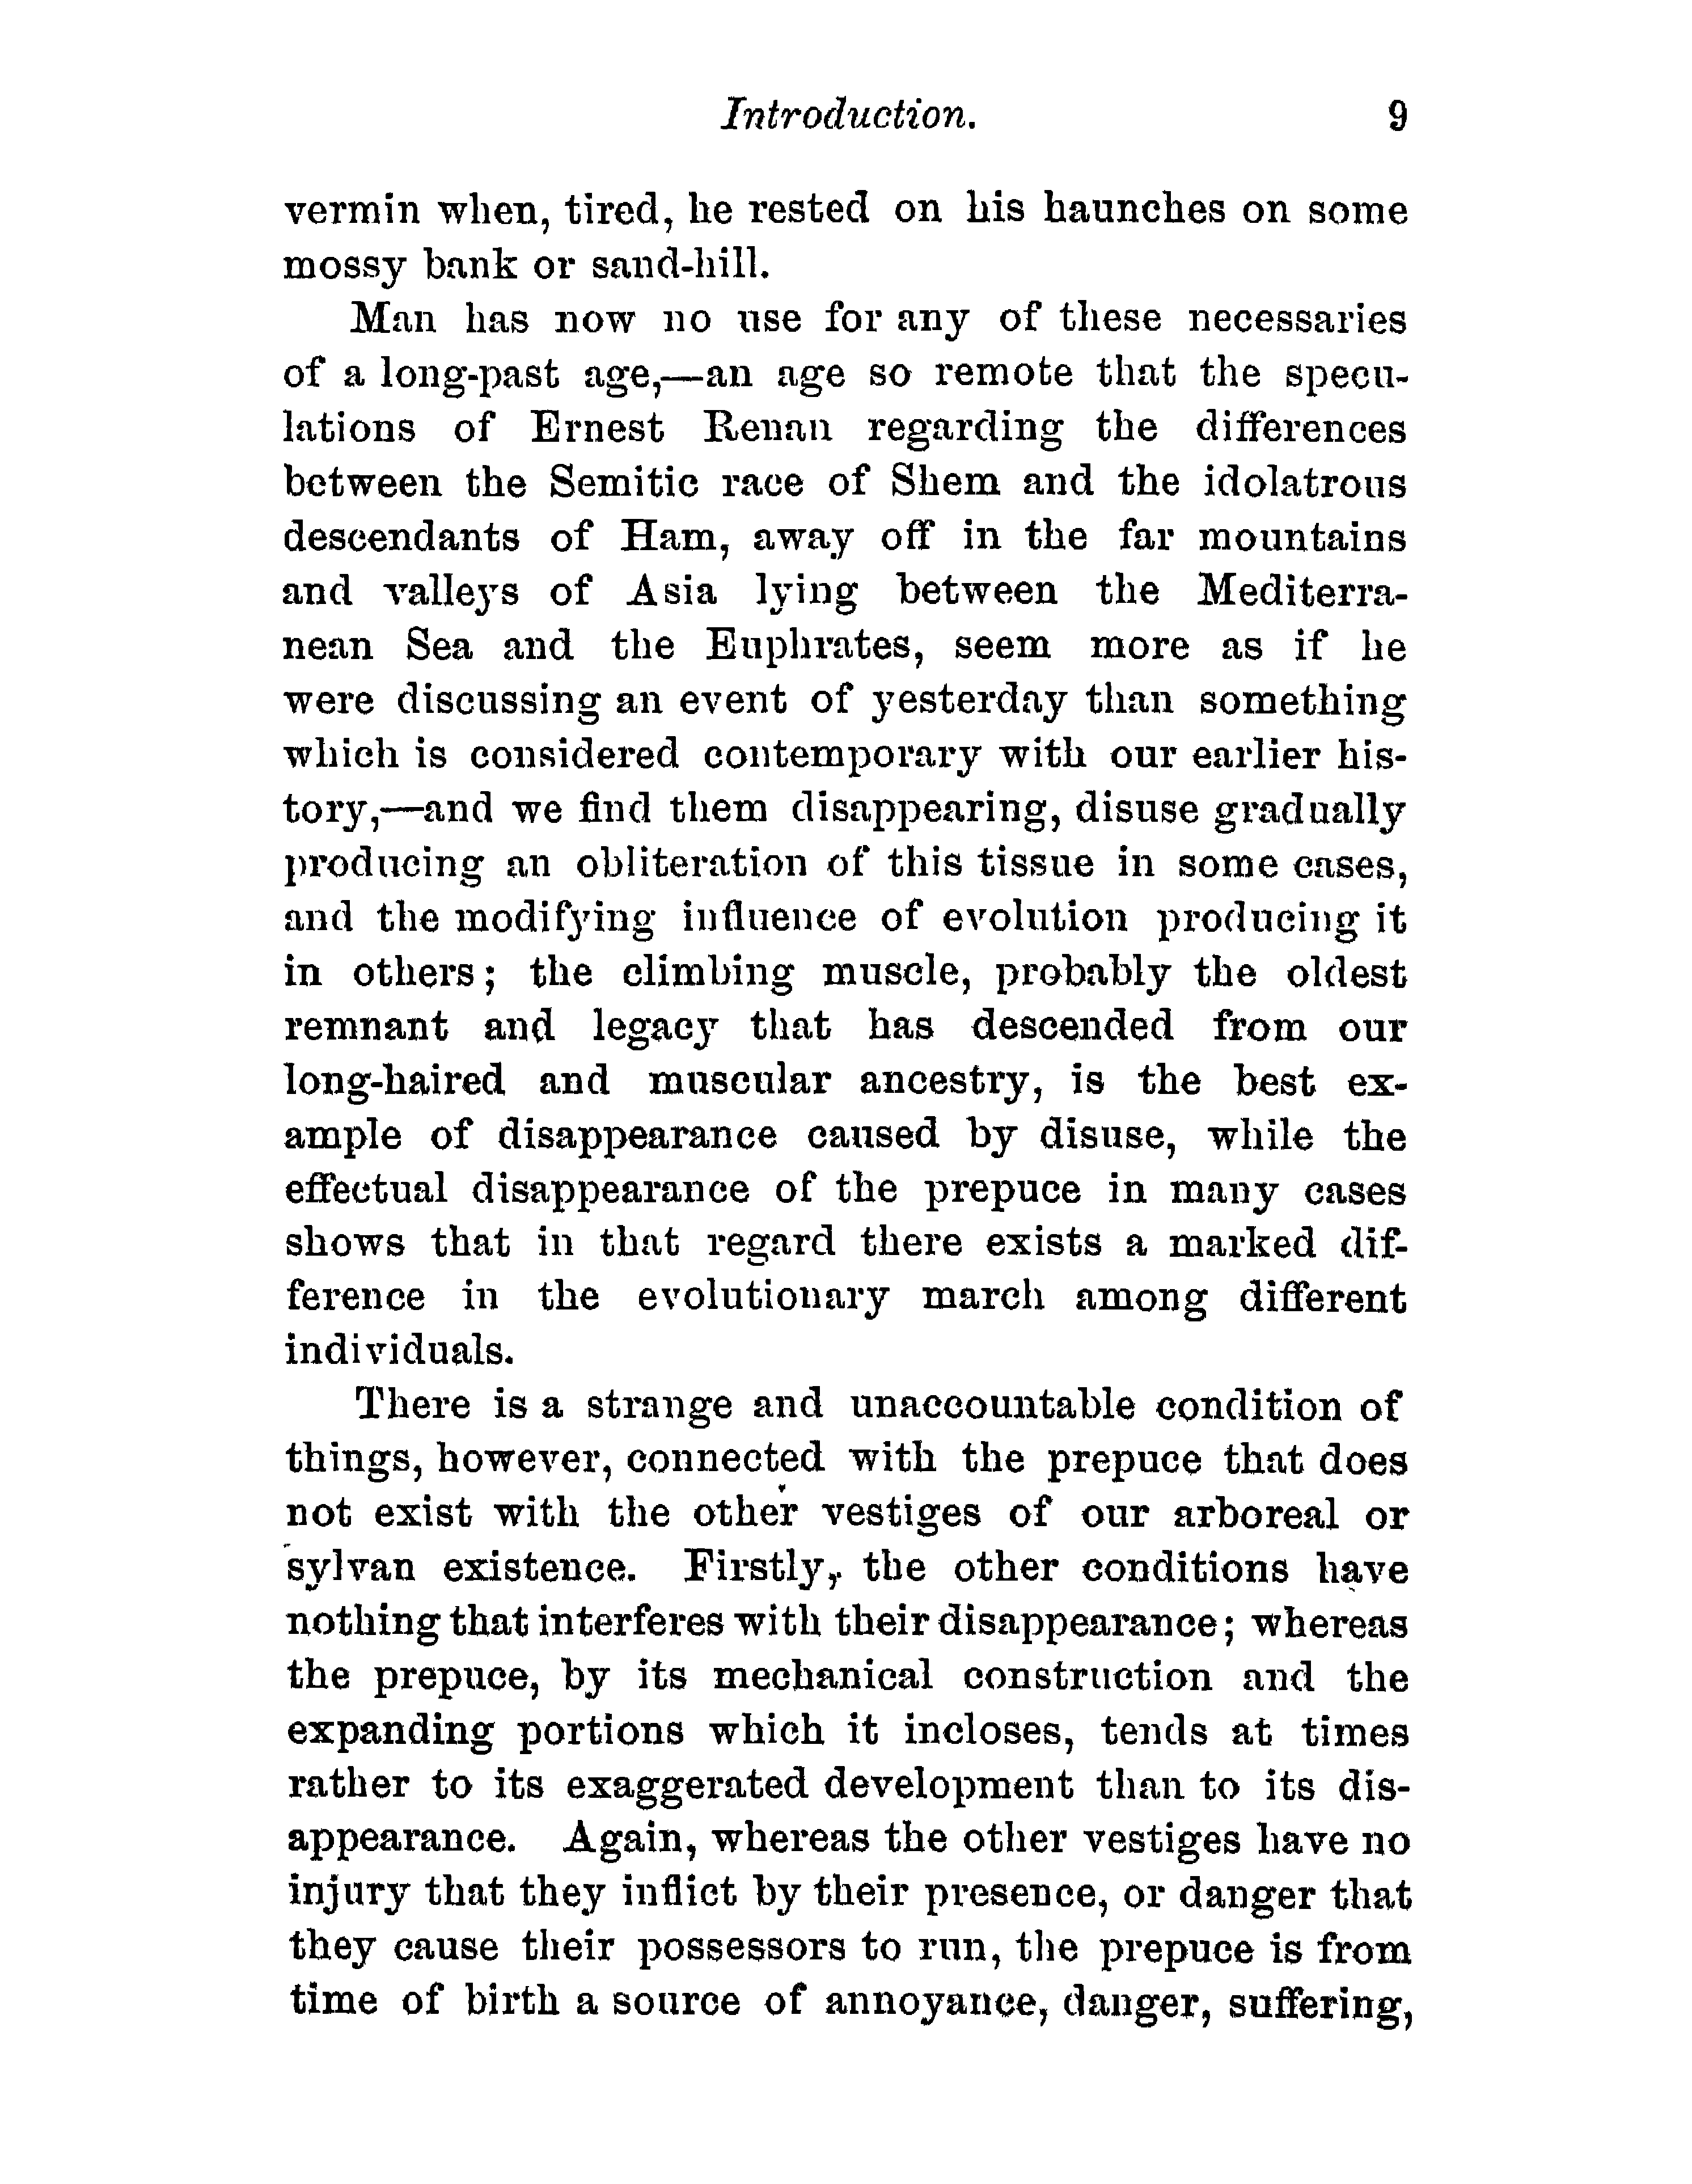 Introduction. 9
vermin when, tired, he rested on his haunches on some
mossy bank or sand-hill.
Man has now no use for any of these necessaries
of a long-past age,—an age so remote that the specu-
lations of Ernest Renan regarding the differences
between the Semitic race of Shem and the idolatrous
descendants of Ham, away off in the far mountains
and valleys of Asia lying between the Mediterra-
nean Sea and the Euphrates, seem more as if he
were discussing an event of yesterday than something
which is considered contemporary with our earlier his-
tory,—and we find them disappearing, disuse gradually
producing an obliteration of this tissue in some cases,
and the modifying influence of evolution producing it
in others; the climbing muscle, probably the oldest
remnant and legacy that has descended from our
long-haired and muscular ancestry, is the best ex-
ample of disappearance caused by disuse, while the
effectual disappearance of the prepuce in many cases
shows that in that regard there exists a marked dif-
ference in the evolutionary march among different
individuals.
There is a strange and unaccountable condition of
things, however, connected with the prepuce that does
not exist with the other vestiges of our arboreal or
sylvan existence. Firstly, the other conditions have
nothing that interferes with their disappearance; whereas
the prepuce, by its mechanical construction and the
expanding portions which it incloses, tends at times
rather to its exaggerated development than to its dis-
appearance. Again, whereas the other vestiges have no
injury that they inflict by their presence, or danger that
they cause their possessors to run, the prepuce is from
time of birth a source of annoyance, danger, suffering,